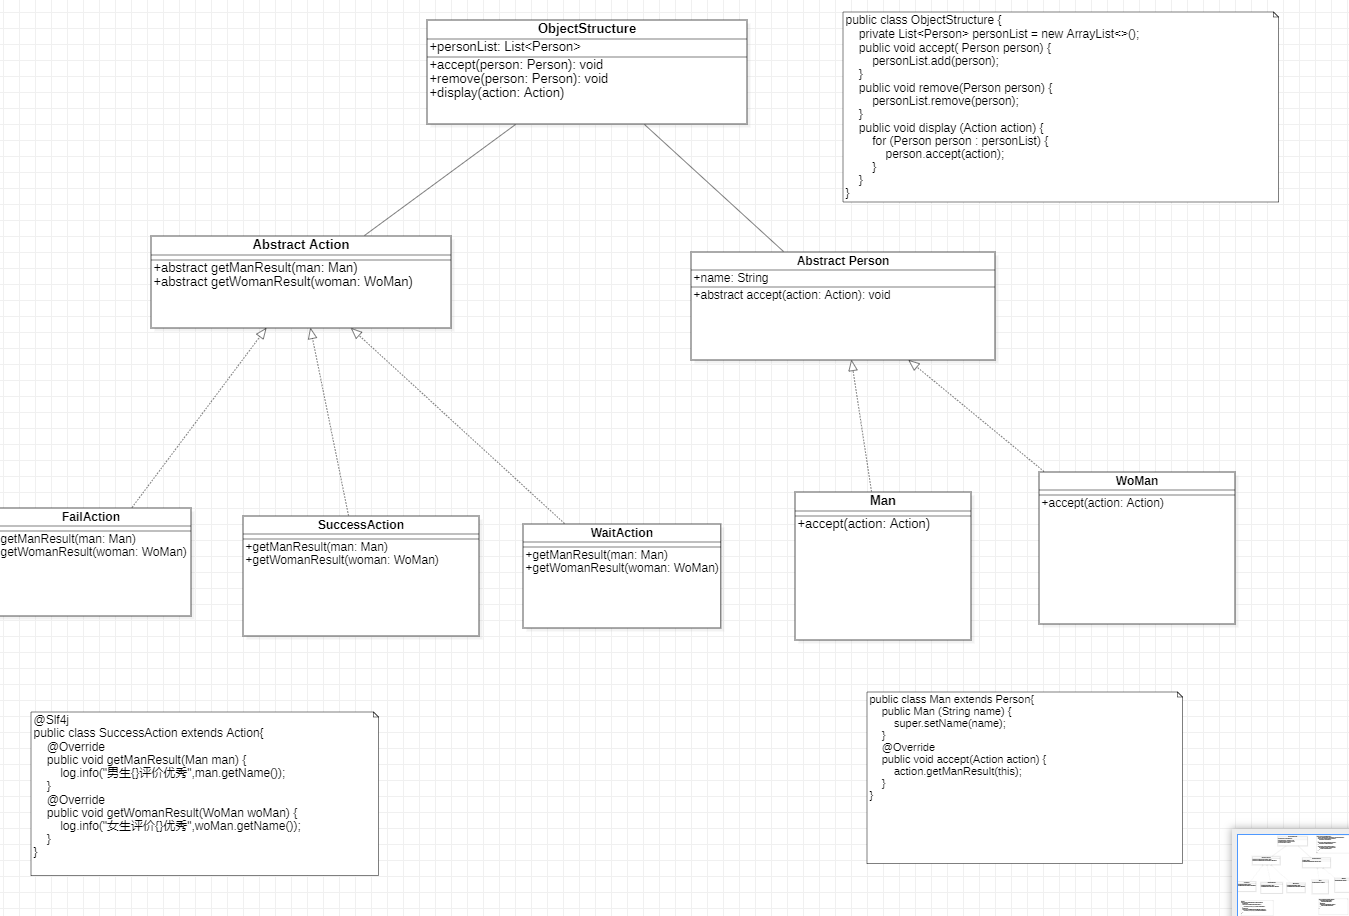 ObjectStructure
+personList: List<Person>
+accept(person: Person): void
+remove(person: Person): void
+display(action: Action)
public class ObjectStructure {
private List<Person> personList = new ArrayList<>();
public void accept( Person person) {
personList.add(person);
}
public void remove(Person person) {
personList.remove(person);
}
public void display (Action action) {
for (Person person : personList) {
person.accept(action);
}
}
}
Abstract Action
+abstract getManResult(man: Man)
+abstract getWomanResult(woman: WoMan)
Abstract Person
+name: String
+abstract accept(action: Action): void
FailAction
getManResult(man: Man)
getWomanResult(woman: WoMan)
SuccessAction
+getManResult(man: Man)
+getWomanResult(woman: WoMan)
WaitAction
+getManResult(man: Man)
+getWomanResult(woman: WoMan)
Man
+accept(action: Action)
WoMan
+accept(action: Action)
@Slf4j
public class SuccessAction extends Action{
@Override
public void getManResult(Man man) {
log.info("男生{}评价优秀",man.getName());
}
@Override
public void getWomanResult(WoMan woMan) {
log.info("女生评价{}优秀",woMan.getName());
}
}
public class Man extends Person{
public Man (String name) {
super.setName(name);
}
@Override
public void accept(Action action) {
action.getManResult(this);
}
}